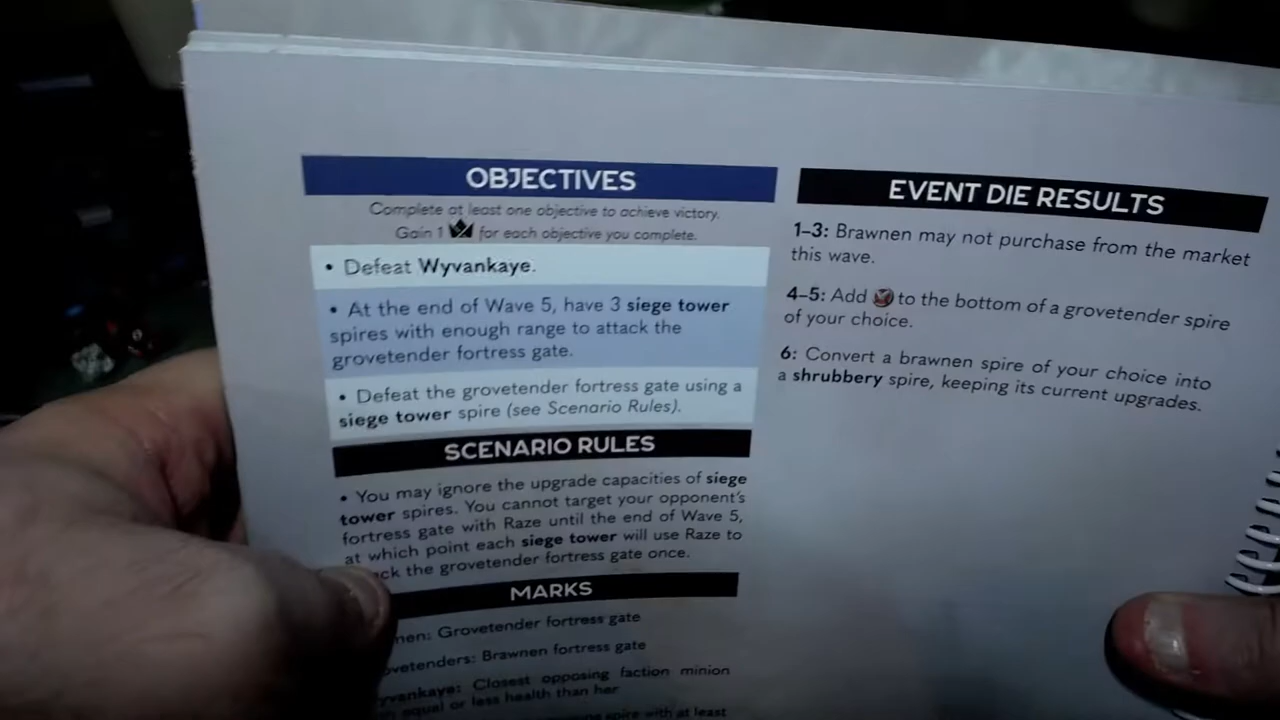 OBJECTIVES
Complete at least one objective to achieve victory.
Gain 1 for each objective you complete.
• Defeat Wyvankaye.
• At the end of Wave 5, have 3 siege tower
spires with enough range to attack the
grovetender fortress gate.
• Defeat the grovetender fortress gate using a
siege tower spire (see Scenario Rules).
SCENARIO RULES
• You may ignore the upgrade capacities of siege
tower spires. You cannot target your opponent's
fortress gate with Raze until the end of Wave 5,
at which point each siege tower will use Raze to
the grovetender fortress gate once.
MARKS
Grovetender fortress gate
Brawnen fortress gate
Closest opposing faction minion
equal or less health than her
spire with at least
EVENT DIE RESULTS
1–3: Brawnen may not purchase from the market
this wave.
4–5: Add to the bottom of a grovetender spire
of your choice.
6: Convert a brawnen spire of your choice into
a shrubbery spire, keeping its current upgrades.